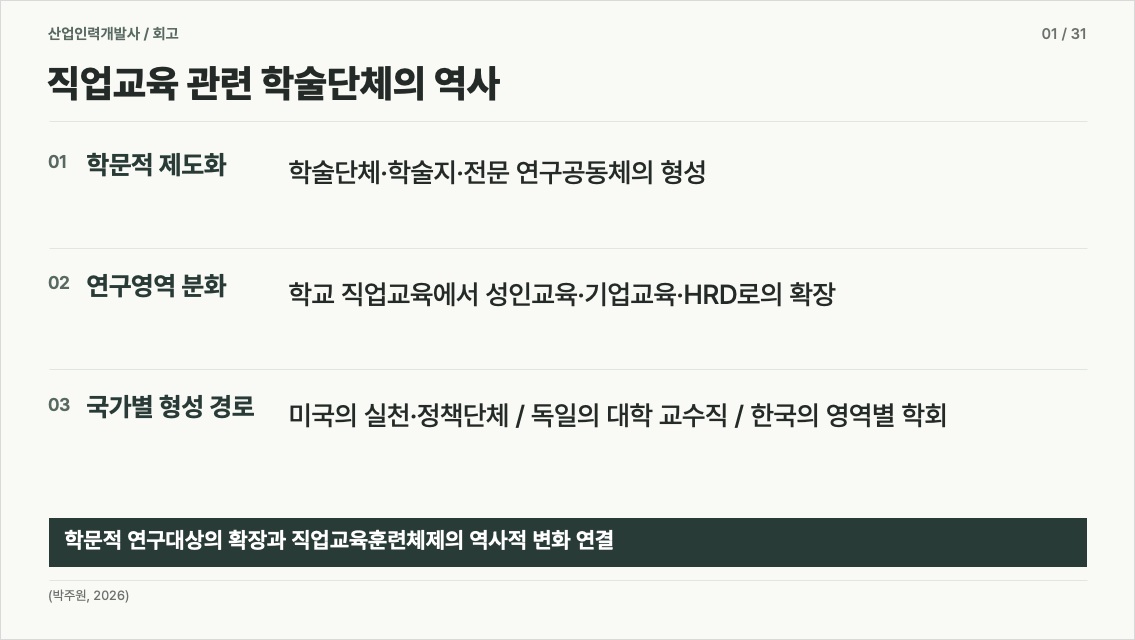 산업인력개발사 / 회고
01 / 31
직업교육 관련 학술단체의 역사
01 학문적 제도화 학술단체·학술지·전문 연구공동체의 형성
02 연구영역 분화 학교 직업교육에서 성인교육·기업교육·HRD로의 확장
03 국가별 형성 경로 미국의 실천·정책단체 / 독일의 대학 교수직 / 한국의 영역별 학회
학문적 연구대상의 확장과 직업교육훈련체제의 역사적 변화 연결
(박주원, 2026)